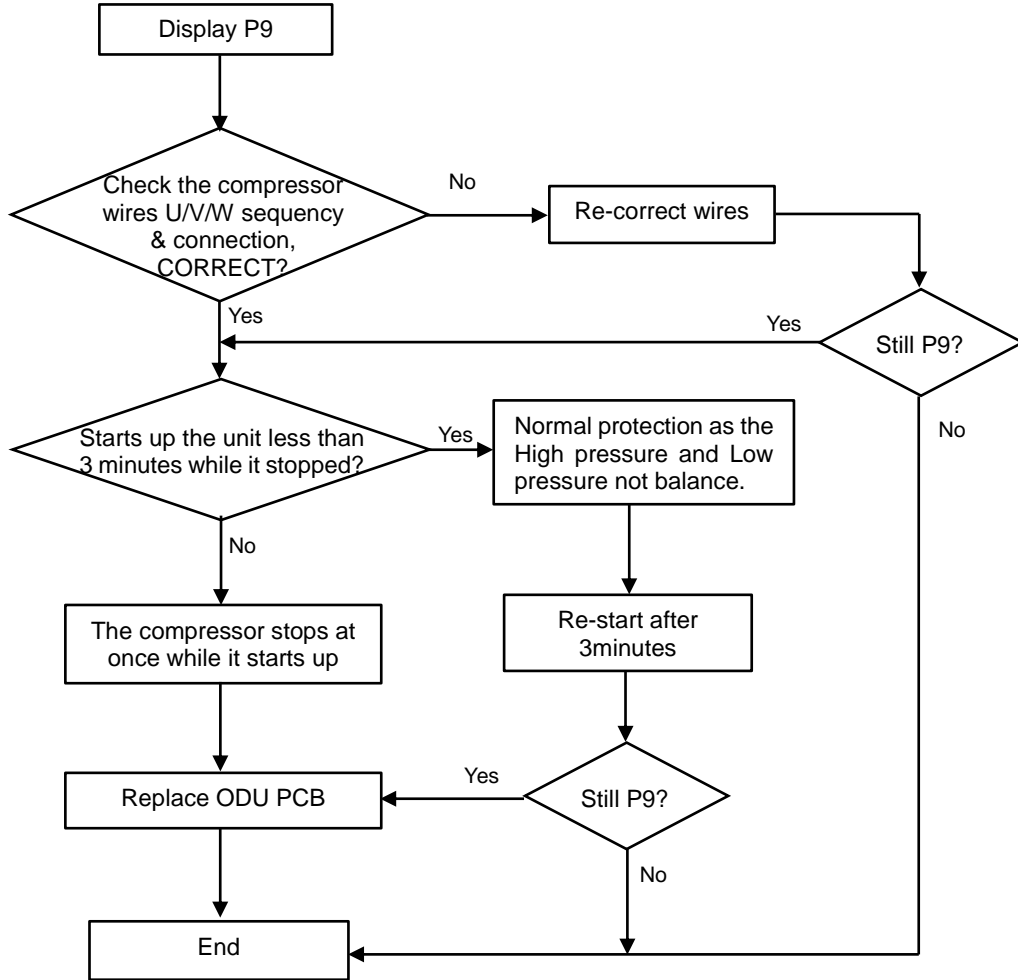 Display P9
Check the compressor
wires U/V/W sequency
& connection,
CORRECT?
No
Re-correct wires
Yes
Yes
Still P9?
No
Starts up the unit less than
3 minutes while it stopped?
Yes
Normal protection as the
High pressure and Low
pressure not balance.
No
The compressor stops at
once while it starts up
Re-start after
3minutes
Replace ODU PCB
Yes
Still P9?
No
End